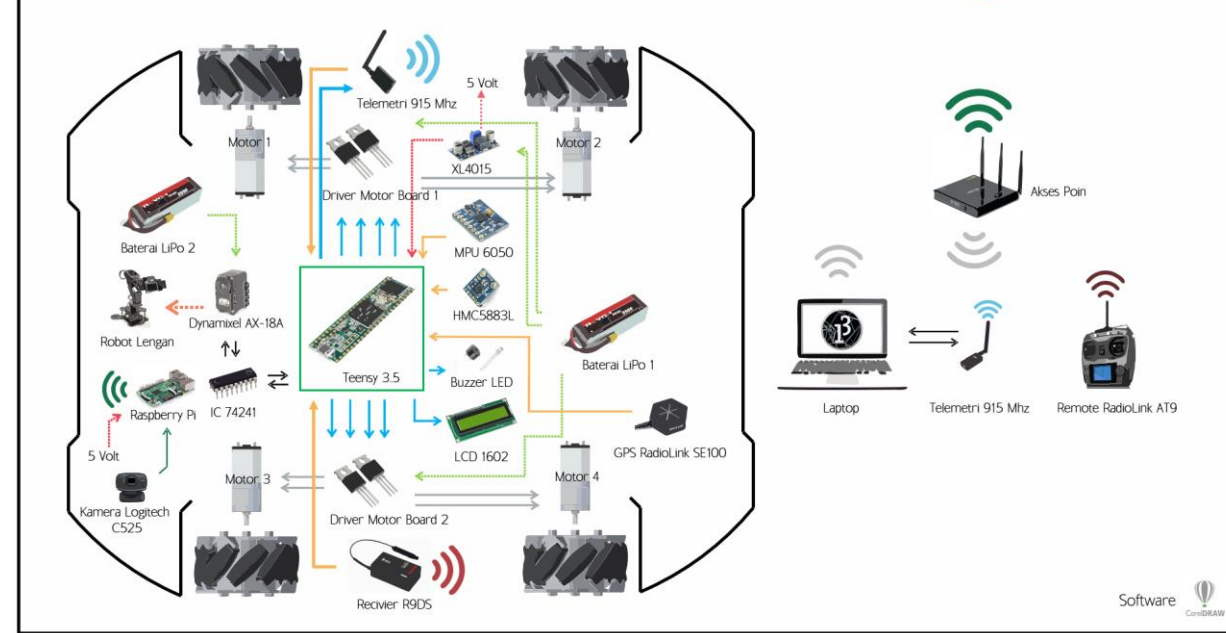 Telemetri 915 Mhz
5 Volt
Motor 1
Motor 2
XL4015
Driver Motor Board 1
Akses Poin
Baterai LiPo 2
MPU 6050
HMC5883L
Dynamixel AX-18A
Robot Lengan
Teensy 3.5
Baterai LiPo 1
Buzzer LED
Raspberry Pi
IC 74241
Laptop
Telemetri 915 Mhz
Remote RadioLink AT9
5 Volt
LCD 1602
GPS RadioLink SE100
Motor 3
Motor 4
Kamera Logitech
C525
Driver Motor Board 2
Recivier R9DS
Software
CorelDRAW